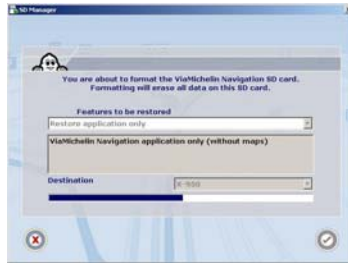 SD Manager
You are about to format the ViaMichelin Navigation SD card.
Formatting will erase all data on this SD card.
Features to be restored
Restore application only
ViaMichelin Navigation application only (without maps)
Destination
X-950